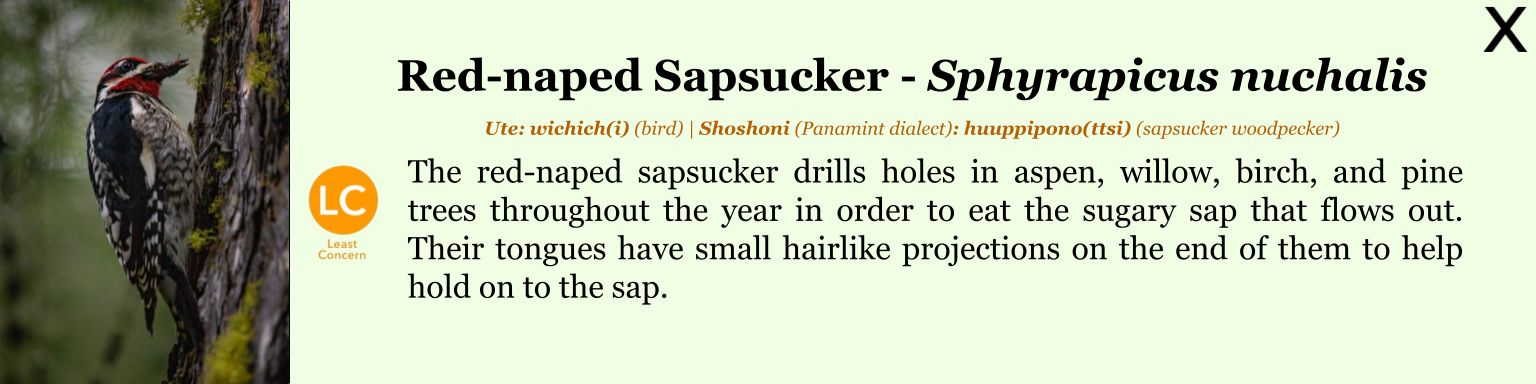 X
Red-naped Sapsucker - Sphyrapicus nuchalis
Ute: wichich(i) (bird) | Shoshoni (Panamint dialect): huuppipono(ttsi) (sapsucker woodpecker)
LC
Least
Concern
The red-naped sapsucker drills holes in aspen, willow, birch, and pine
trees throughout the year in order to eat the sugary sap that flows out.
Their tongues have small hairlike projections on the end of them to help
hold on to the sap.